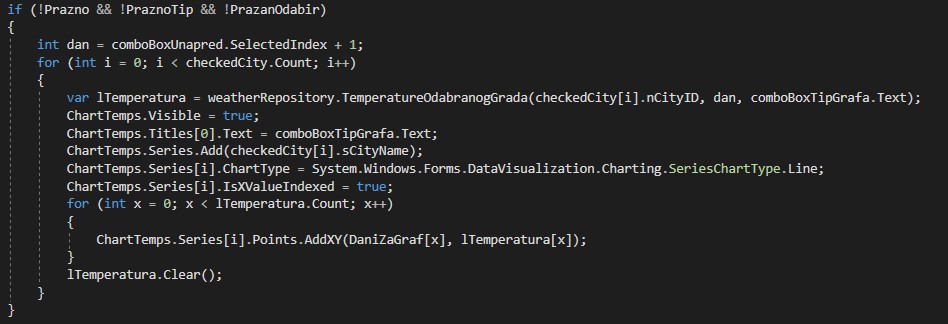 if (!Prazno && !PraznoTip && !PrazanOdabir)
{
int dan = comboBoxUnapred.SelectedIndex + 1;
for (int i = 0; i < checkedCity.Count; i++)
{
var lTemperatura = weatherRepository.TemperatureOdabranogGrada(checkedCity[i].nCityID, dan, comboBoxTipGrafa.Text);
ChartTemps.Visible = true;
ChartTemps.Titles[0].Text = comboBoxTipGrafa.Text;
ChartTemps.Series.Add(checkedCity[i].sCityName);
ChartTemps.Series[i].ChartType = System.Windows.Forms.DataVisualization.Charting.SeriesChartType.Line;
ChartTemps.Series[i].IsXValueIndexed = true;
for (int x = 0; x < lTemperatura.Count; x++)
{
ChartTemps.Series[i].Points.AddXY(DaniZaGraf[x], lTemperatura[x]);
}
lTemperatura.Clear();
}
}